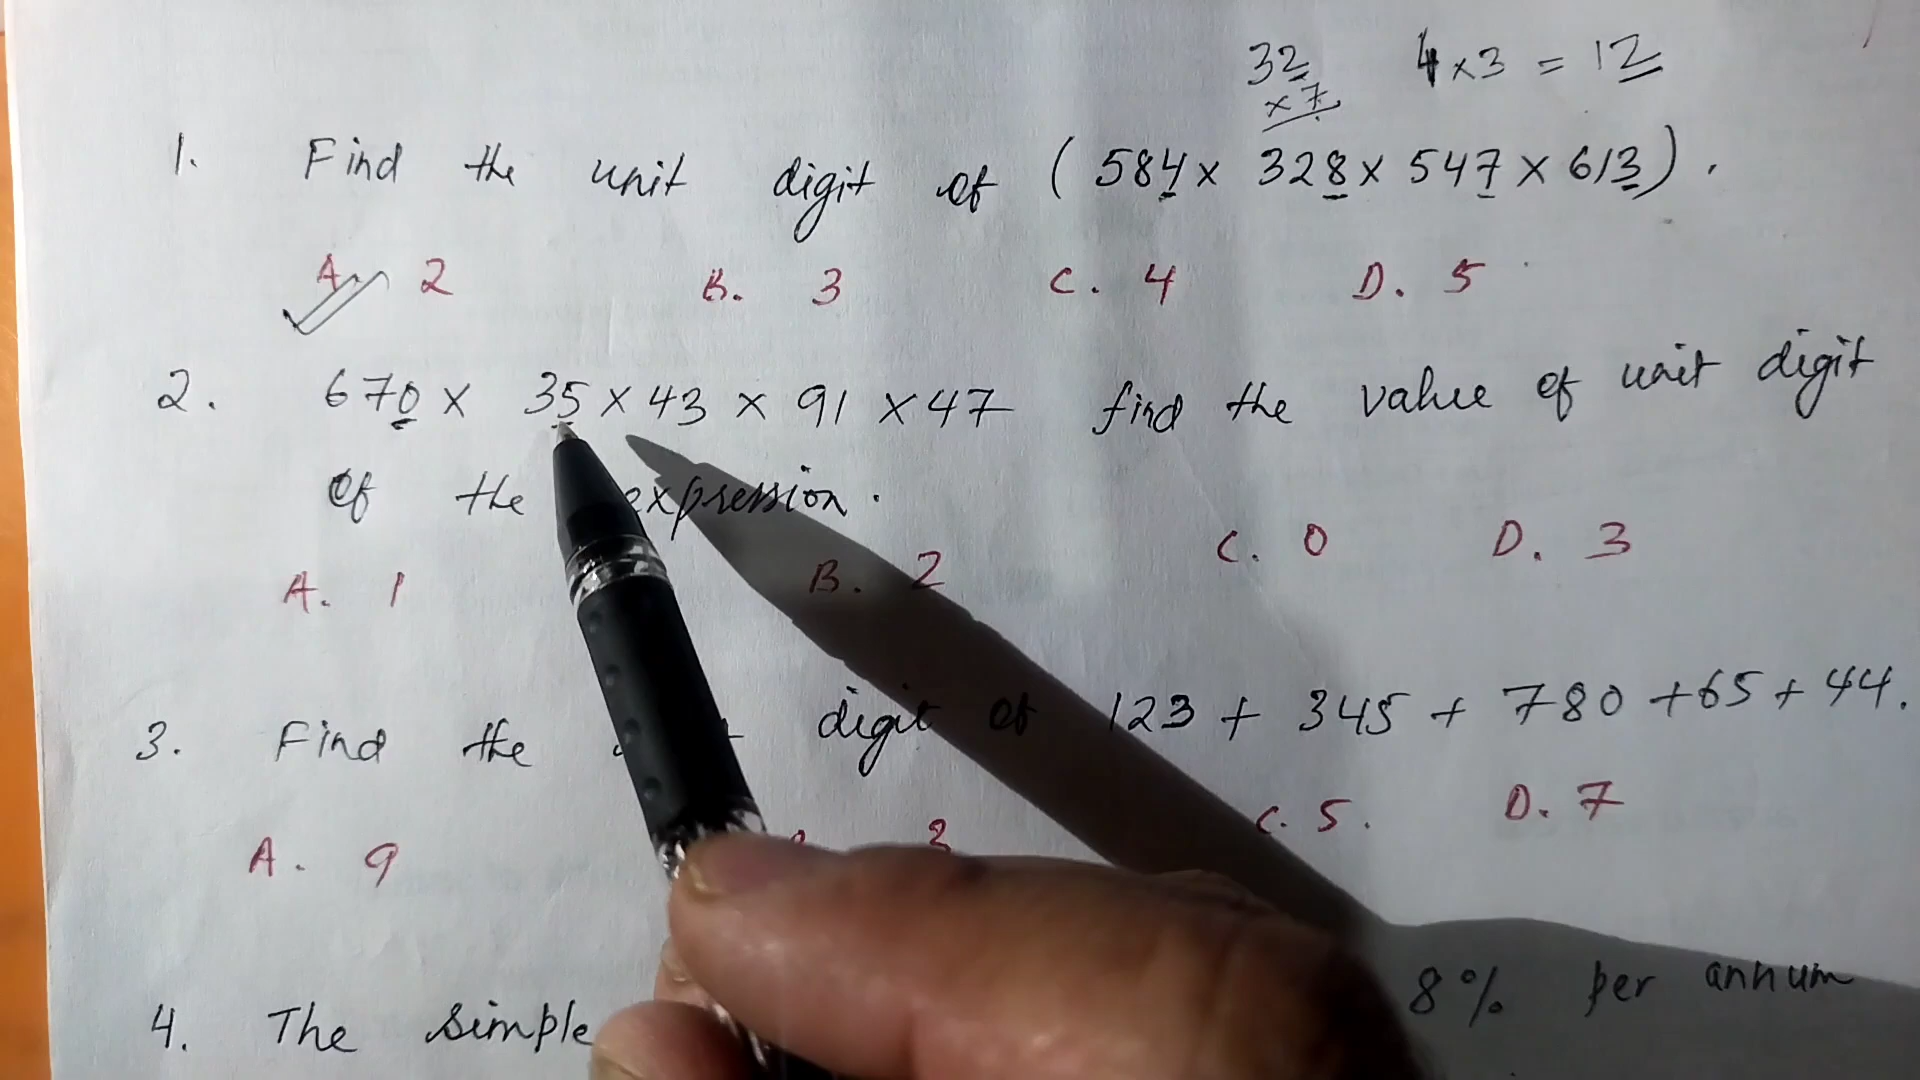 32 4 x 3 = 12
x 7
1. Find the unit digit of (584 x 328 x 547 x 613).
A. 2 B. 3 C. 4 D. 5
2. 670 x 35 x 43 x 91 x 47 find the value of unit digit
of the expression.
A. 1 B. 2 C. 0 D. 3
3. Find the digit of 123 + 345 + 780 + 65 + 44.
A. 9 C. 5. D. 7
4. The simple 8% per annum